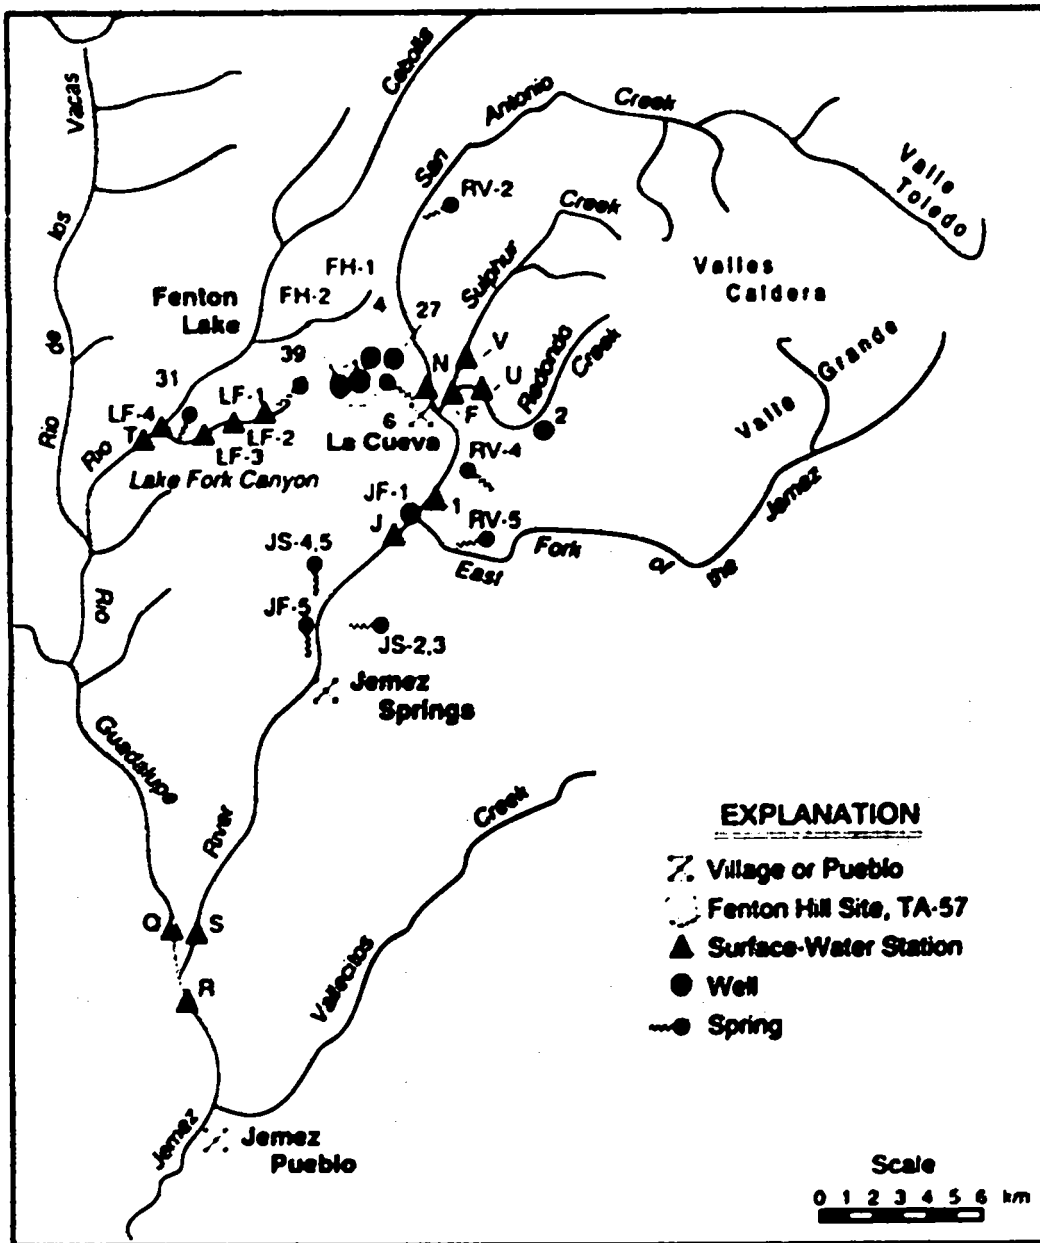 Vacas
los
de
Rio
Cebolla
San
Antonio
Creek
Valle
Toledo
RV-2
Creek
Sulphur
Valles
Caldera
FH-1
FH-2
4
27
Fenton
Lake
39
31
N
V
U
F
Redondo
Creek
2
Valle
Grande
LF-4
LF-1
T
LF-2
LF-3
6
La Cueva
Rio
Lake Fork Canyon
RV-4
JF-1
1
J
RV-5
East
Fork
of
the
Jemez
JS-4,5
Rio
JF-5
JS-2,3
Jemez
Springs
Guadalupe
River
Creek
Vallecitos
Q
S
R
Jemez
Jemez
Pueblo
EXPLANATION
Village or Pueblo
Fenton Hill Site, TA-57
Surface-Water Station
Well
Spring
Scale
0 1 2 3 4 5 6 km